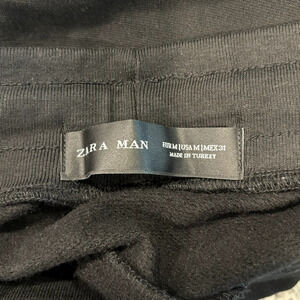 ZARA MAN
EUR M | USA M | MEX 31
MADE IN TURKEY